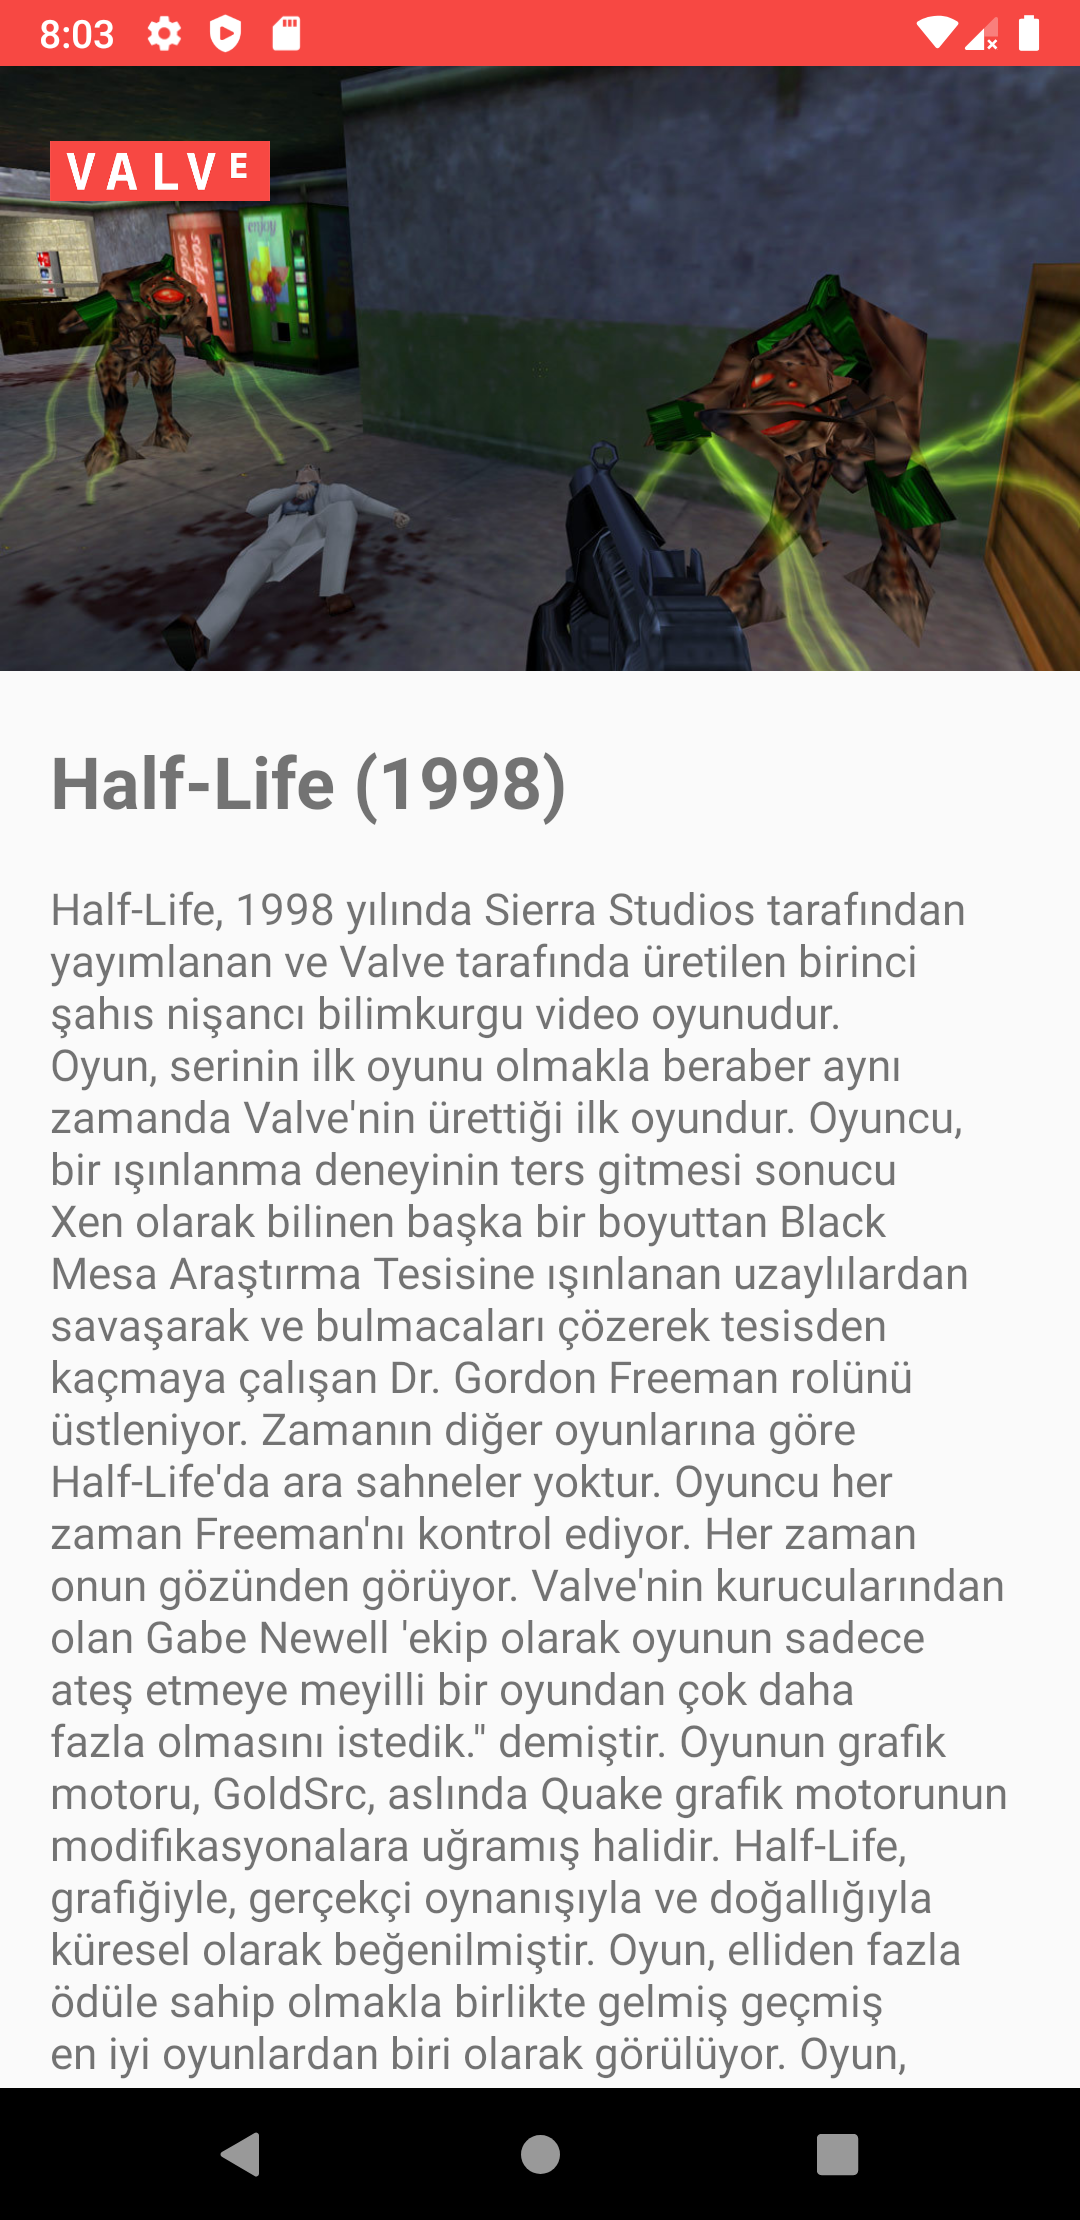 8:03
VALVE
soda
enjoy
Half-Life (1998)
Half-Life, 1998 yılında Sierra Studios tarafından
yayımlanan ve Valve tarafında üretilen birinci
şahıs nişancı bilimkurgu video oyunudur.
Oyun, serinin ilk oyunu olmakla beraber aynı
zamanda Valve'nin ürettiği ilk oyundur. Oyuncu,
bir ışınlanma deneyinin ters gitmesi sonucu
Xen olarak bilinen başka bir boyuttan Black
Mesa Araştırma Tesisine ışınlanan uzaylılardan
savaşarak ve bulmacaları çözerek tesisden
kaçmaya çalışan Dr. Gordon Freeman rolünü
üstleniyor. Zamanın diğer oyunlarına göre
Half-Life'da ara sahneler yoktur. Oyuncu her
zaman Freeman'nı kontrol ediyor. Her zaman
onun gözünden görüyor. Valve'nin kurucularından
olan Gabe Newell 'ekip olarak oyunun sadece
ateş etmeye meyilli bir oyundan çok daha
fazla olmasını istedik." demiştir. Oyunun grafik
motoru, GoldSrc, aslında Quake grafik motorunun
modifikasyonalara uğramış halidir. Half-Life,
grafiğiyle, gerçekçi oynanışıyla ve doğallığıyla
küresel olarak beğenilmiştir. Oyun, elliden fazla
ödüle sahip olmakla birlikte gelmiş geçmiş
en iyi oyunlardan biri olarak görülüyor. Oyun,